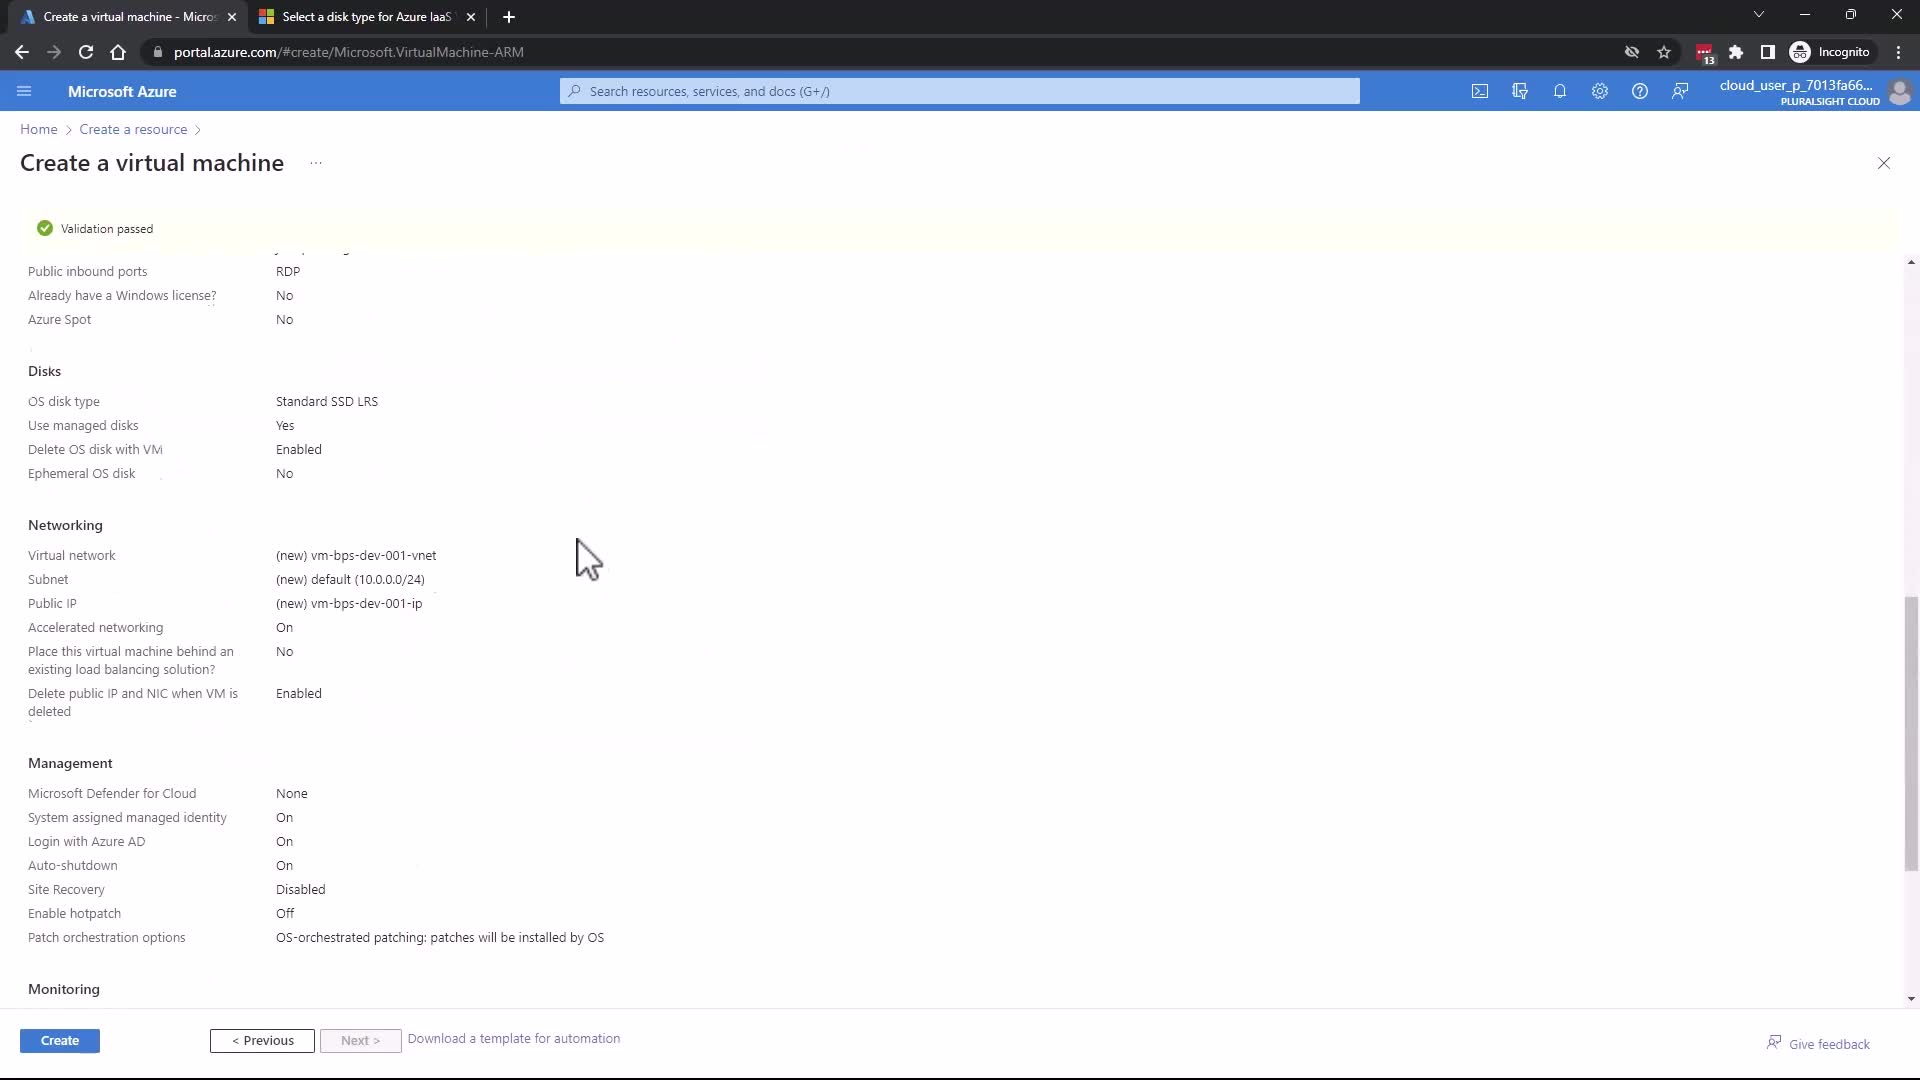 Create a virtual machine - Micros
Select a disk type for Azure IaaS
portal.azure.com/#create/Microsoft.VirtualMachine-ARM
13
Incognito
Microsoft Azure
Search resources, services, and docs (G+/)
cloud_user_p_7013fa66...
PLURALSIGHT CLOUD
Home > Create a resource >
Create a virtual machine ...
Validation passed
Public inbound ports RDP
Already have a Windows license? No
Azure Spot No
Disks
OS disk type Standard SSD LRS
Use managed disks Yes
Delete OS disk with VM Enabled
Ephemeral OS disk No
Networking
Virtual network (new) vm-bps-dev-001-vnet
Subnet (new) default (10.0.0.0/24)
Public IP (new) vm-bps-dev-001-ip
Accelerated networking On
Place this virtual machine behind an No
existing load balancing solution?
Delete public IP and NIC when VM is Enabled
deleted
Management
Microsoft Defender for Cloud None
System assigned managed identity On
Login with Azure AD On
Auto-shutdown On
Site Recovery Disabled
Enable hotpatch Off
Patch orchestration options OS-orchestrated patching: patches will be installed by OS
Monitoring
Create
< Previous
Next >
Download a template for automation
Give feedback